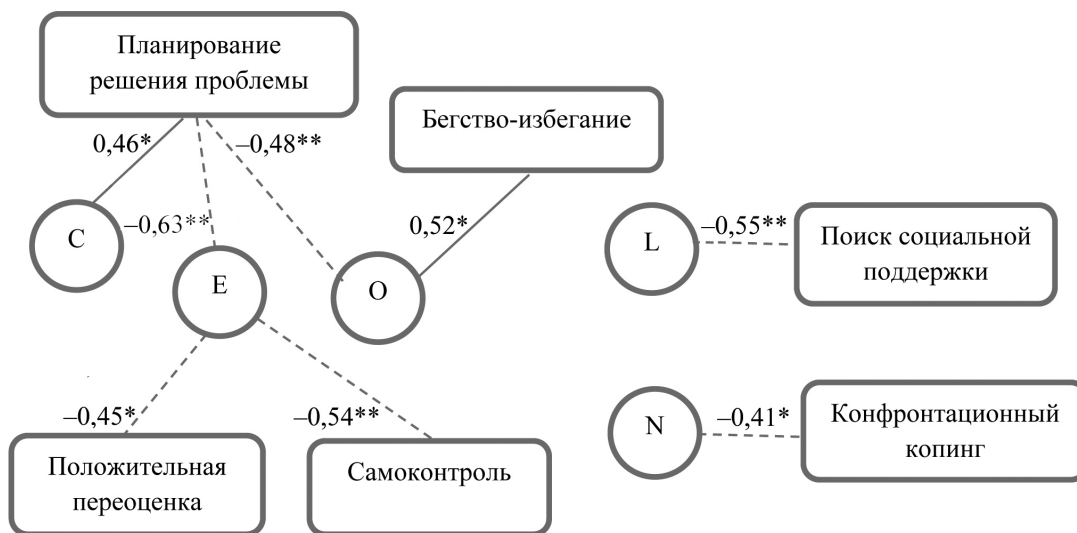 Планирование
решения проблемы
Бегство-избегание
0,46*
–0,48**
C
–0,63**
E
0,52*
O
L
–0,55**
Поиск социальной
поддержки
–0,45*
–0,54**
N
–0,41*
Конфронтационный
копинг
Положительная
переоценка
Самоконтроль